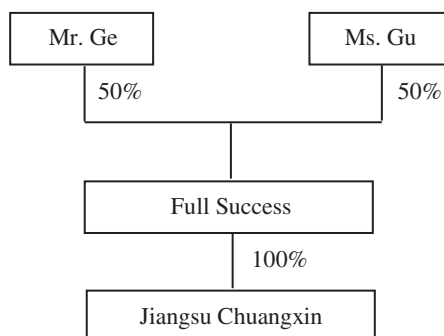 Mr. Ge
Ms. Gu
50%
50%
Full Success
100%
Jiangsu Chuangxin